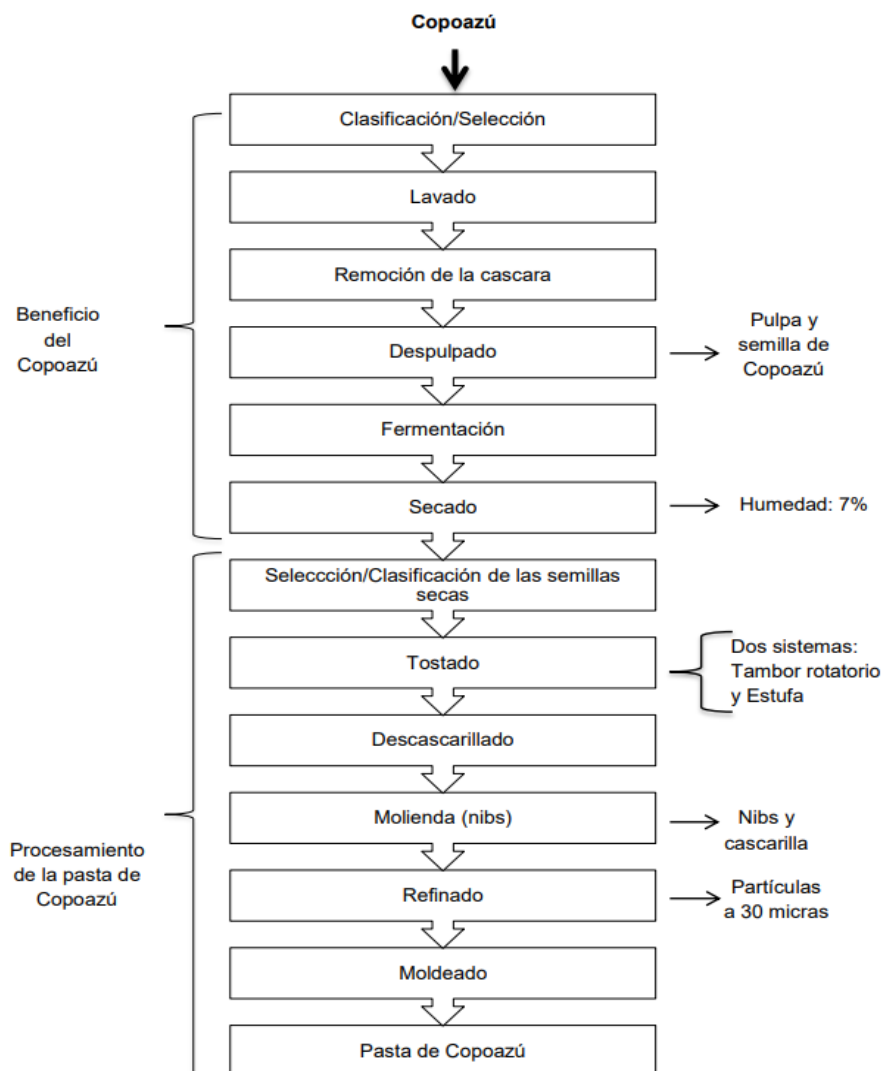 Copoazú
Clasificación/Selección
Lavado
Remoción de la cascara
Beneficio
del
Copoazú
Despulpado
Pulpa y
semilla de
Copoazú
Fermentación
Secado
Humedad: 7%
Seleccción/Clasificación de las semillas
secas
Tostado
Dos sistemas:
Tambor rotatorio
y Estufa
Descascarillado
Molienda (nibs)
Nibs y
cascarilla
Procesamiento
de la pasta de
Copoazú
Refinado
Partículas
a 30 micras
Moldeado
Pasta de Copoazú